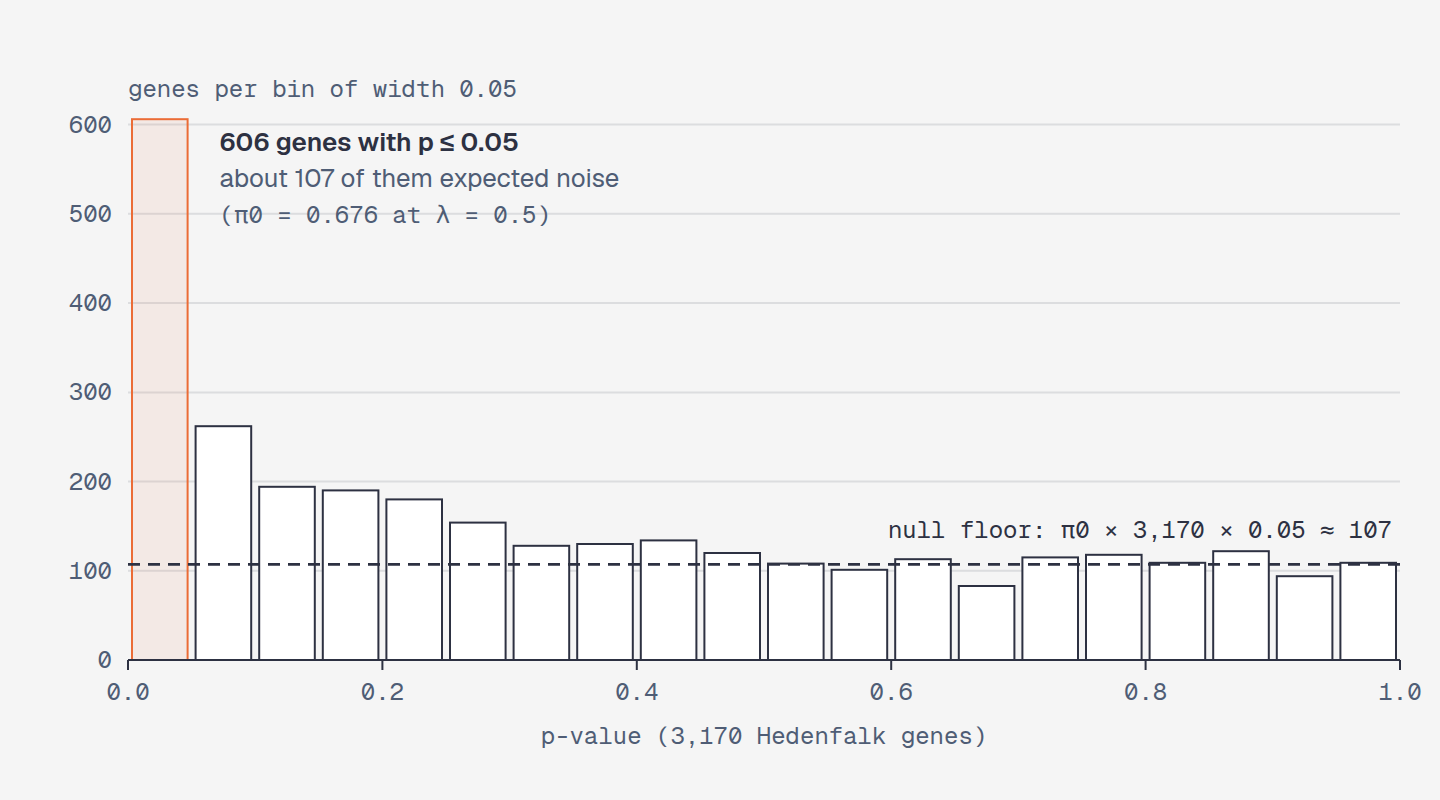 genes per bin of width 0.05
600
606 genes with p ≤ 0.05
about 107 of them expected noise
500
(π0 = 0.676 at λ = 0.5)
400
300
200
null floor: π0 × 3,170 × 0.05 ≈ 107
100
0
0.0 0.2 0.4 0.6 0.8 1.0
p-value (3,170 Hedenfalk genes)